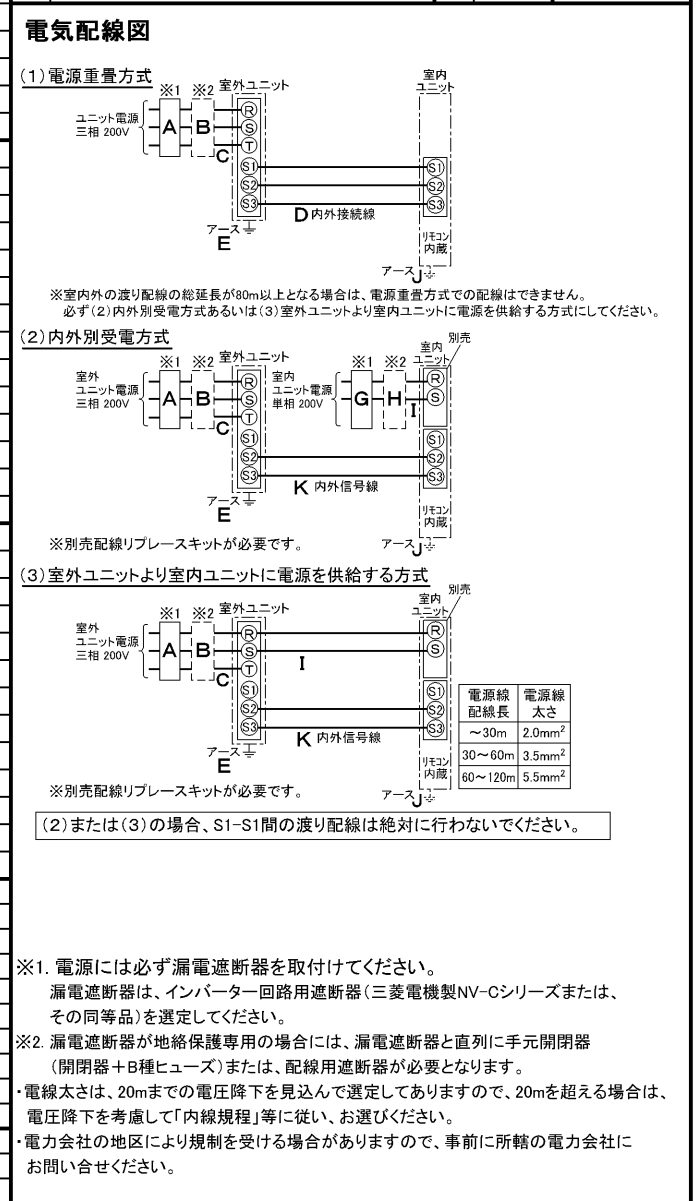 電気配線図
(1)電源重畳方式
※1 ※2 室外ユニット
室内
ユニット
ユニット電源
三相 200V
A B
R
S
T
C
S1 S1
S2 S2
S3 S3
D 内外接続線
アース
E
リモコン
内蔵
アース J
※室内外の渡り配線の総延長が80m以上となる場合は、電源重畳方式での配線はできません。
必ず(2)内外別受電方式あるいは(3)室外ユニットより室内ユニットに電源を供給する方式にしてください。
(2)内外別受電方式
別売
※1 ※2 室外ユニット
※1 ※2
室内
ユニット
室外
ユニット電源
三相 200V
A B
R
S
T
C
室内
ユニット電源
単相 200V
G H
I
R
S
S1 S1
S2 S2
S3 S3
K 内外信号線
アース
E
リモコン
内蔵
アース J
※別売配線リプレースキットが必要です。
(3)室外ユニットより室内ユニットに電源を供給する方式
別売
※1 ※2 室外ユニット
室内
ユニット
室外
ユニット電源
三相 200V
A B
R R
S S
T
C
I
S1 S1
S2 S2
S3 S3
K 内外信号線
アース
E
リモコン
内蔵
アース J
電源線 電源線
配線長 太さ
～30m 2.0mm²
30～60m 3.5mm²
60～120m 5.5mm²
※別売配線リプレースキットが必要です。
(2)または(3)の場合、S1-S1間の渡り配線は絶対に行わないでください。
※1. 電源には必ず漏電遮断器を取付けてください。
漏電遮断器は、インバーター回路用遮断器(三菱電機製NV-Cシリーズまたは、
その同等品)を選定してください。
※2. 漏電遮断器が地絡保護専用の場合には、漏電遮断器と直列に手元開閉器
(開閉器+B種ヒューズ)または、配線用遮断器が必要となります。
・電線太さは、20mまでの電圧降下を見込んで選定してありますので、20mを超える場合は、
電圧降下を考慮して「内線規程」等に従い、お選びください。
・電力会社の地区により規制を受ける場合がありますので、事前に所轄の電力会社に
お問い合せください。